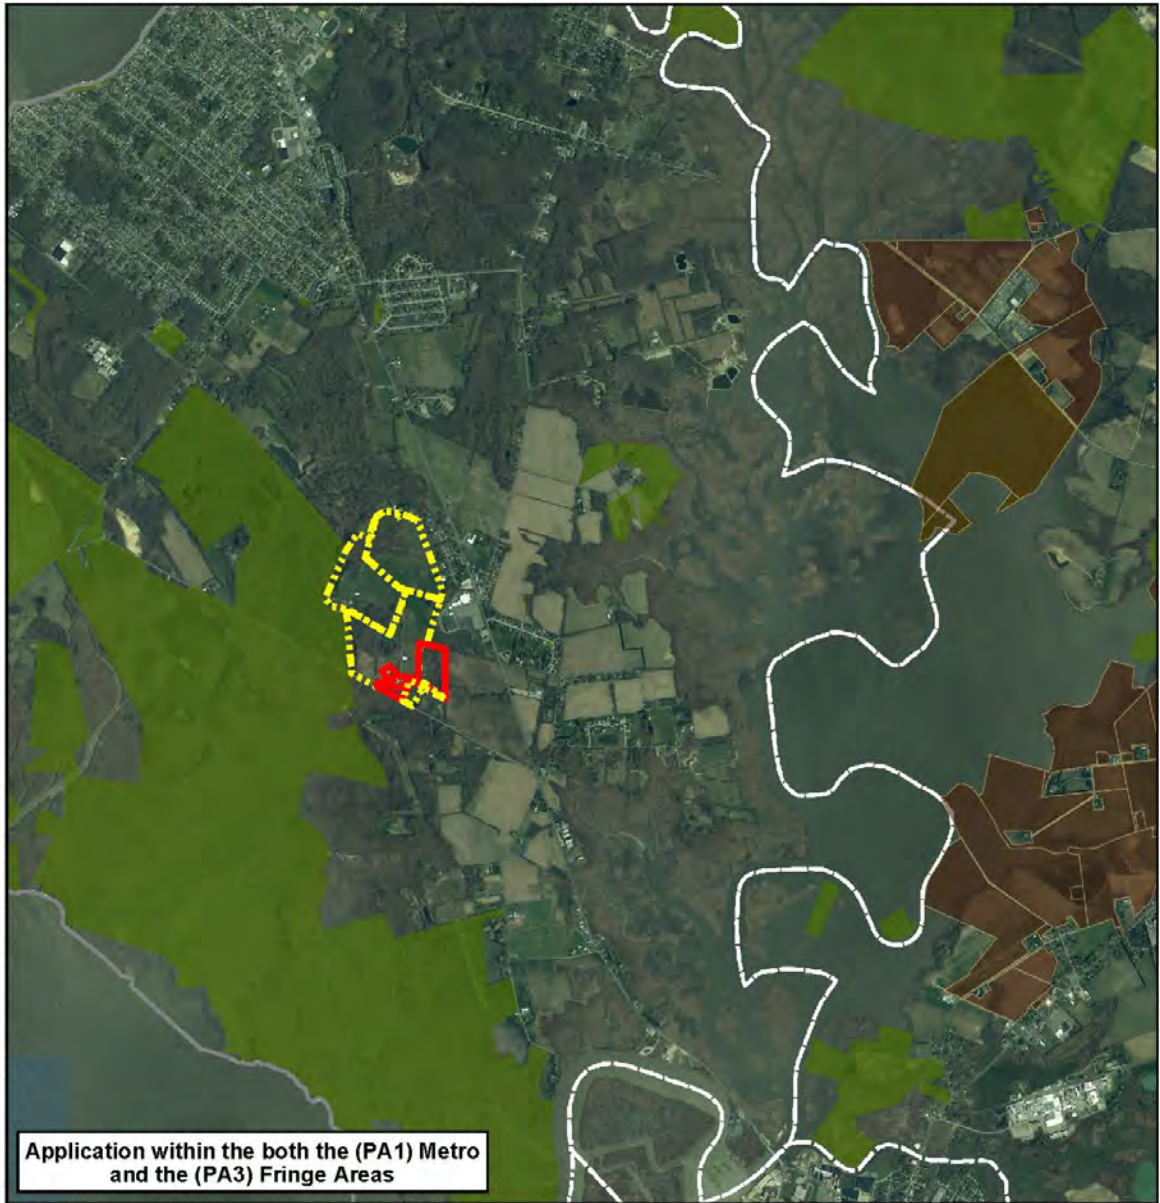 Application within the both the (PA1) Metro
and the (PA3) Fringe Areas